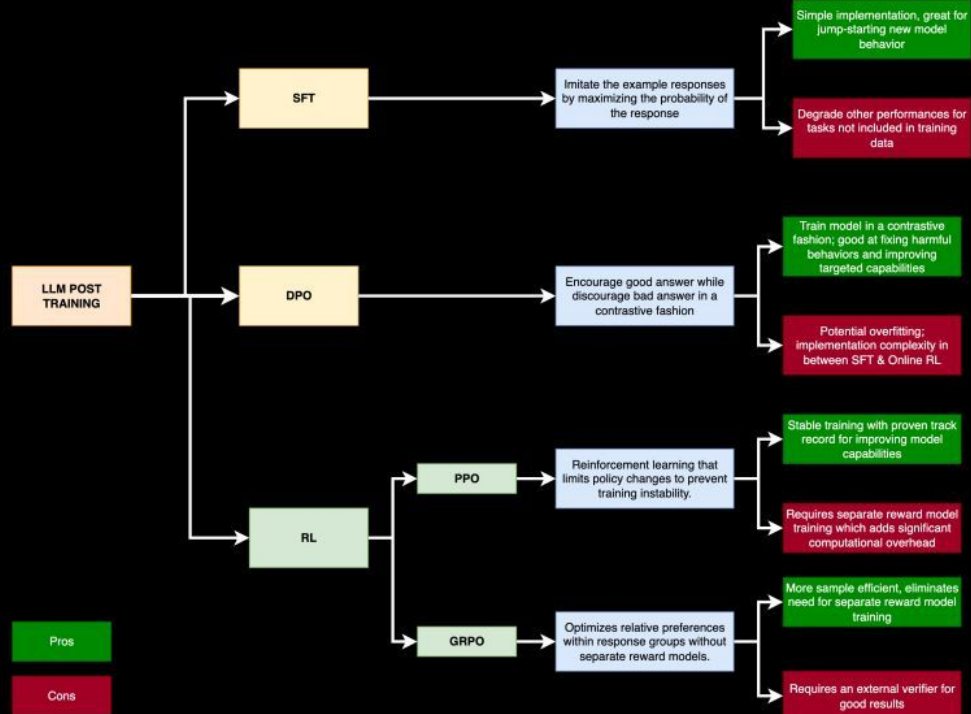 Simple implementation, great for
jump-starting new model
behavior
SFT
Imitate the example responses
by maximizing the probability of
the response
Degrade other performances for
tasks not included in training
data
Train model in a contrastive
fashion; good at fixing harmful
behaviors and improving
targeted capabilities
LLM POST
TRAINING
DPO
Encourage good answer while
discourage bad answer in a
contrastive fashion
Potential overfitting;
implementation complexity in
between SFT & Online RL
Stable training with proven track
record for improving model
capabilities
PPO
Reinforcement learning that
limits policy changes to prevent
training instability.
Requires separate reward model
training which adds significant
computational overhead
RL
More sample efficient, eliminates
need for separate reward model
training
GRPO
Optimizes relative preferences
within response groups without
separate reward models.
Requires an external verifier for
good results
Pros
Cons